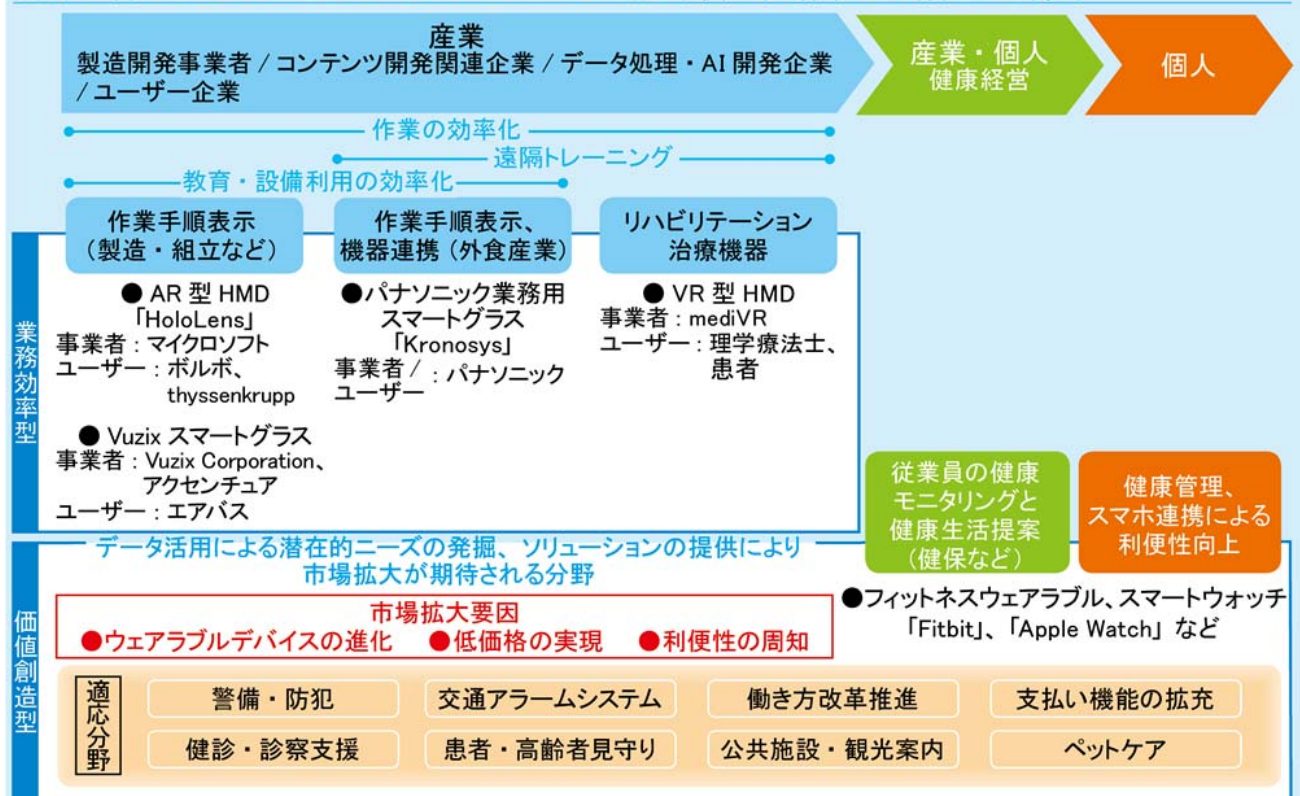 産業
製造開発事業者 / コンテンツ開発関連企業 / データ処理・AI 開発企業
/ ユーザー企業
産業・個人
健康経営
個人
作業の効率化
遠隔トレーニング
教育・設備利用の効率化
作業手順表示
（製造・組立など）
作業手順表示、
機器連携（外食産業）
リハビリテーション
治療機器
業務効率型
● AR 型 HMD
「HoloLens」
事業者：マイクロソフト
ユーザー：ボルボ、
thyssenkrupp
● Vuzix スマートグラス
事業者：Vuzix Corporation、
アクセンチュア
ユーザー：エアバス
●パナソニック業務用
スマートグラス
「Kronosys」
事業者 / ：パナソニック
ユーザー
● VR 型 HMD
事業者：mediVR
ユーザー：理学療法士、
患者
従業員の健康
モニタリングと
健康生活提案
（健保など）
健康管理、
スマホ連携による
利便性向上
価値創造型
データ活用による潜在的ニーズの発掘、ソリューションの提供により
市場拡大が期待される分野
市場拡大要因
●ウェアラブルデバイスの進化 ●低価格の実現 ●利便性の周知
●フィットネスウェアラブル、スマートウォッチ
「Fitbit」、「Apple Watch」など
適応分野
警備・防犯
交通アラームシステム
働き方改革推進
支払い機能の拡充
健診・診察支援
患者・高齢者見守り
公共施設・観光案内
ペットケア